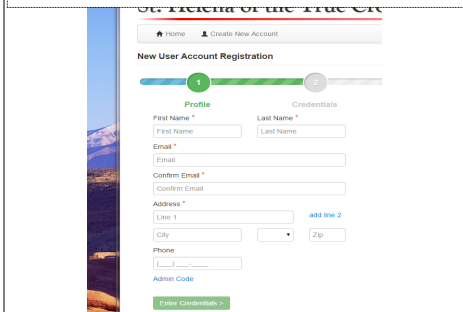 St. Helena of the True Cro
Home Create New Account
New User Account Registration
1 2
Profile Credentials
First Name * Last Name *
First Name Last Name
Email *
Email
Confirm Email *
Confirm Email
Address *
Line 1 add line 2
City Zip
Phone
(___) ___-____
Admin Code
Enter Credentials >